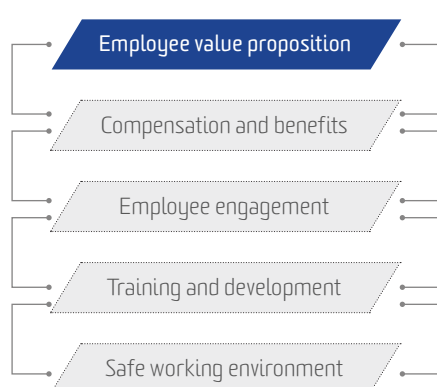 Employee value proposition
Compensation and benefits
Employee engagement
Training and development
Safe working environment